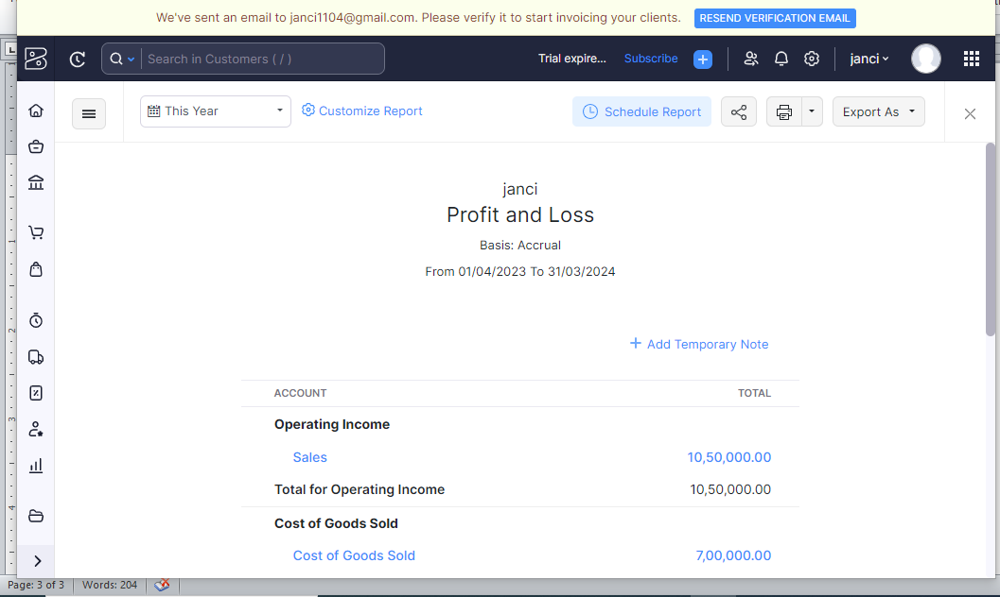 We've sent an email to janci1104@gmail.com. Please verify it to start invoicing your clients. RESEND VERIFICATION EMAIL
Search in Customers ( / ) Trial expire... Subscribe janci
This Year Customize Report Schedule Report Export As
janci
Profit and Loss
Basis: Accrual
From 01/04/2023 To 31/03/2024
Add Temporary Note
ACCOUNT TOTAL
Operating Income
Sales 10,50,000.00
Total for Operating Income 10,50,000.00
Cost of Goods Sold
Cost of Goods Sold 7,00,000.00
Page: 3 of 3 Words: 204